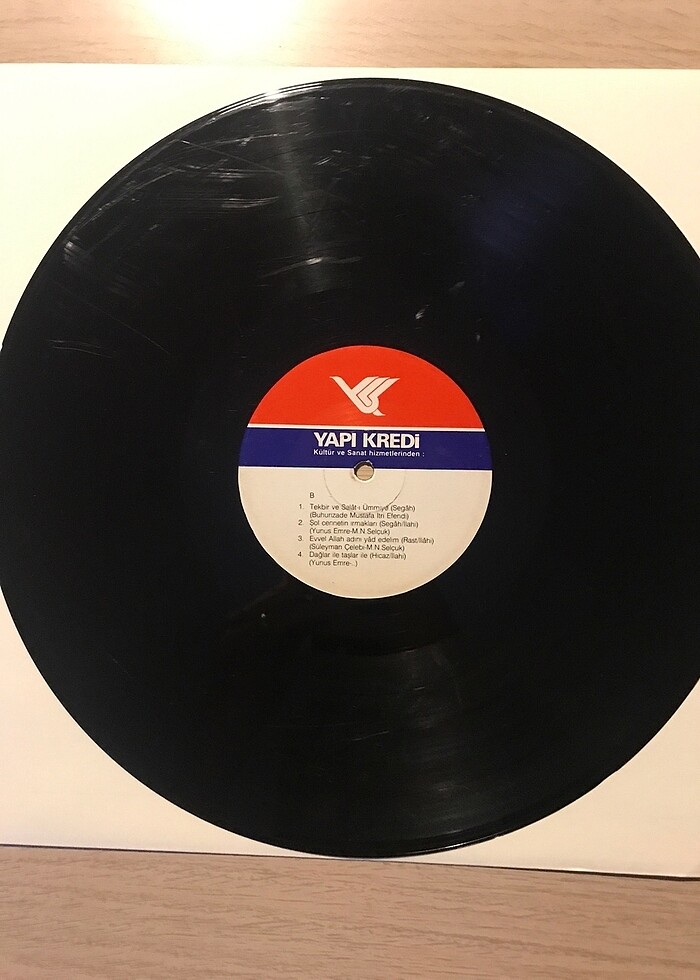 YAPI KREDİ
Kültür ve Sanat hizmetlerinden :
B
1. Tekbir ve Salât-ı Ümmiye (Segâh)
(Buhurizade Mustafa Itri Efendi)
2. Şol cennetin ırmakları (Segâh/İlahi)
(Yunus Emre-M.N.Selçuk)
3. Evvel Allah adını yâd edelim (Rast/İlâhi)
(Süleyman Çelebi-M.N.Selçuk)
4. Dağlar ile taşlar ile (Hicaz/İlahi)
(Yunus Emre-..)